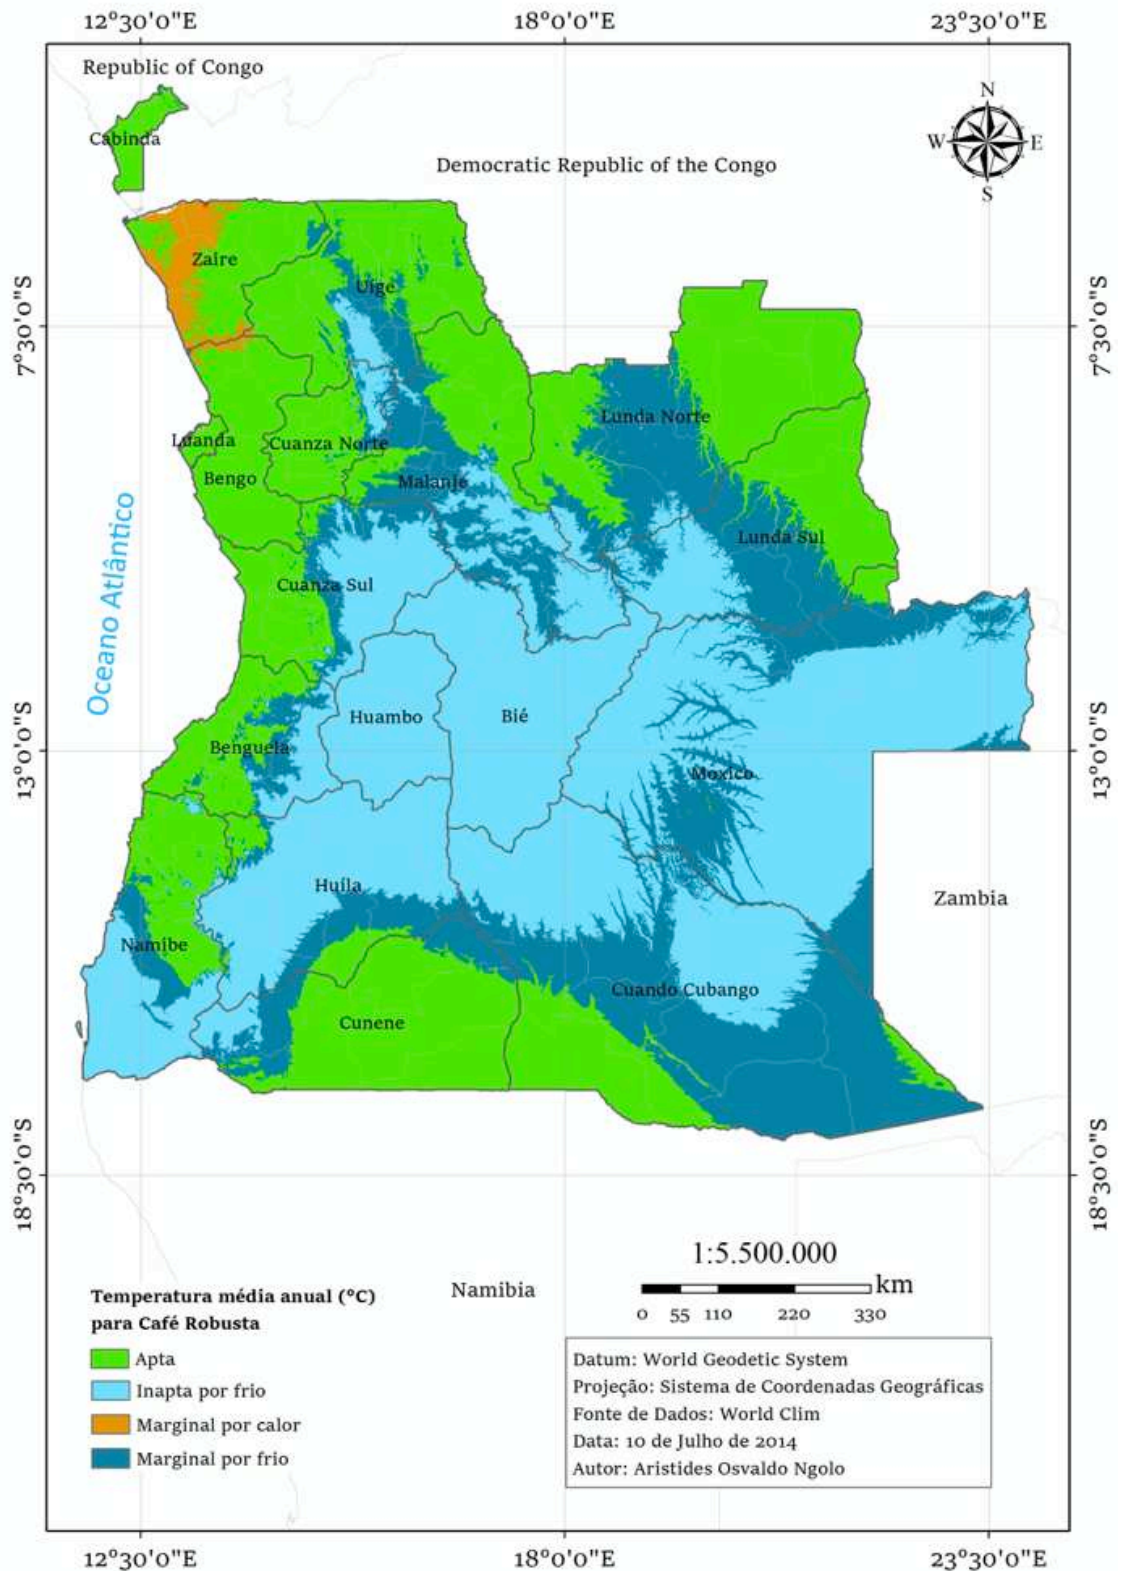 12°30'0"E 18°0'0"E 23°30'0"E
Republic of Congo
N
Cabinda
W E
Democratic Republic of the Congo
S
Zaire
Uíge
7°30'0"S 7°30'0"S
Lunda Norte
Luanda
Cuanza Norte
Bengo
Malanje
Lunda Sul
Oceano Atlântico
Cuanza Sul
Huambo
Bié
Benguela
13°0'0"S 13°0'0"S
Moxico
Huíla
Zambia
Namibe
Cuando Cubango
Cunene
18°30'0"S 18°30'0"S
1:5.500.000
Namibia
km
0 55 110 220 330
Temperatura média anual (°C)
para Café Robusta
Apta
Inapta por frio
Marginal por calor
Marginal por frio
Datum: World Geodetic System
Projeção: Sistema de Coordenadas Geográficas
Fonte de Dados: World Clim
Data: 10 de Julho de 2014
Autor: Aristides Osvaldo Ngolo
12°30'0"E 18°0'0"E 23°30'0"E